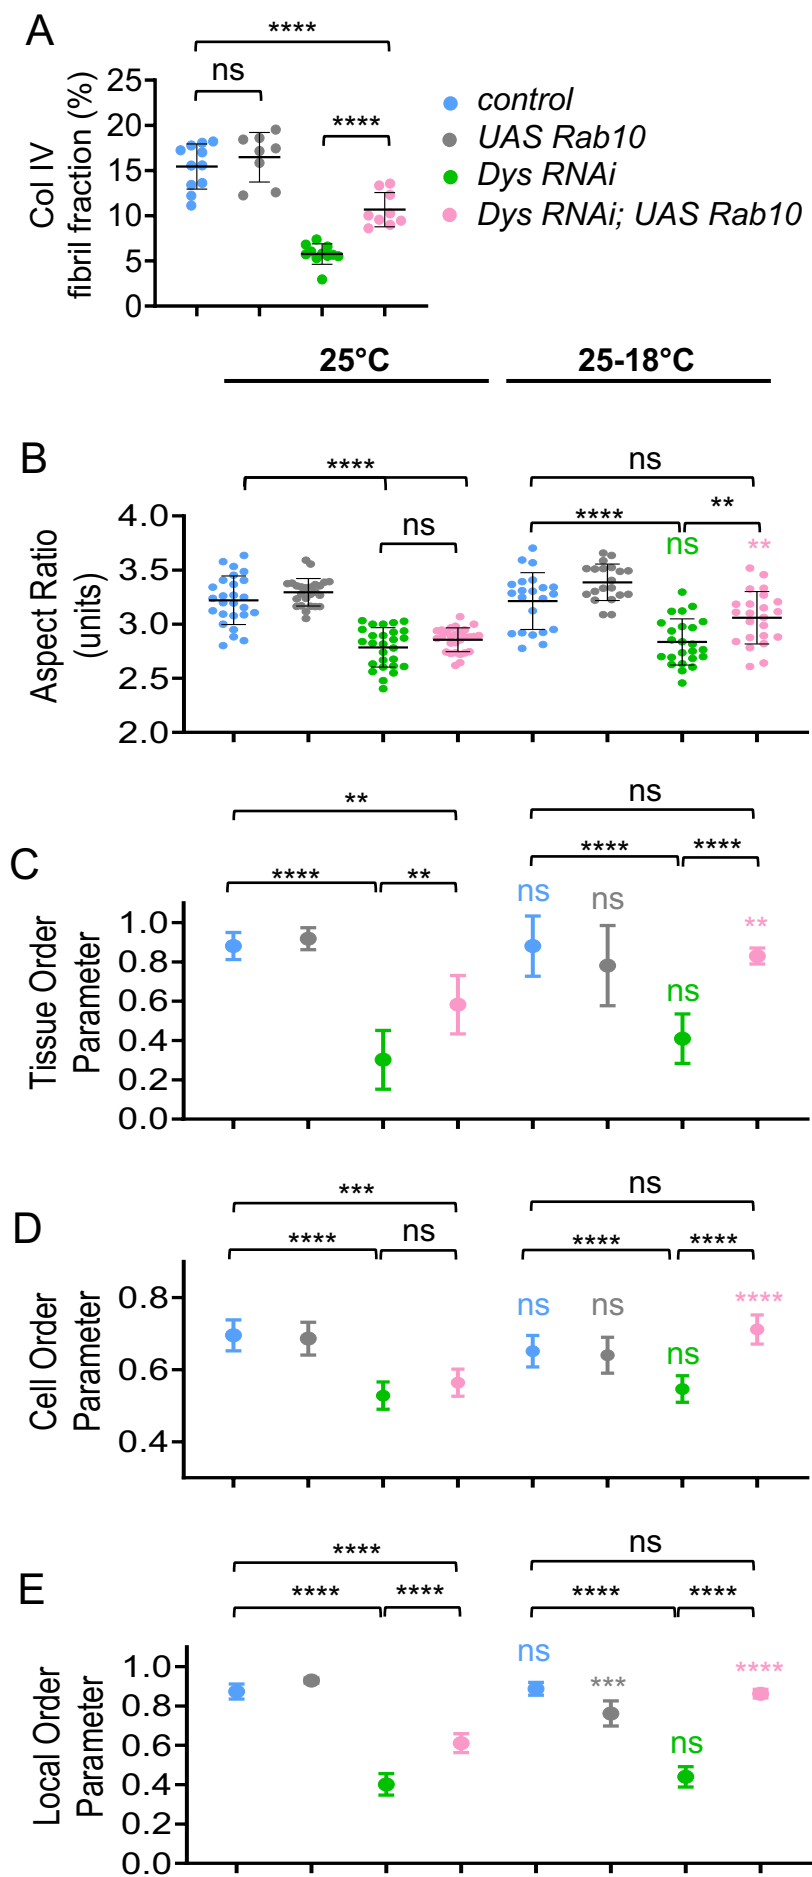 A
****
ns
****
25
20
15
10
5
0
Col IV
fibril fraction (%)
control
UAS Rab10
Dys RNAi
Dys RNAi; UAS Rab10
25°C
25-18°C
B
****
ns
ns
****
**
ns
**
4.0
3.5
3.0
2.5
2.0
Aspect Ratio
(units)
C
**
ns
****
**
****
****
ns
ns
ns
**
1.0
0.8
0.6
0.4
0.2
0.0
Tissue Order
Parameter
D
***
ns
****
ns
****
****
ns
ns
ns
****
0.8
0.6
0.4
Cell Order
Parameter
E
****
ns
****
****
****
****
ns
***
ns
****
1.0
0.8
0.6
0.4
0.2
0.0
Local Order
Parameter